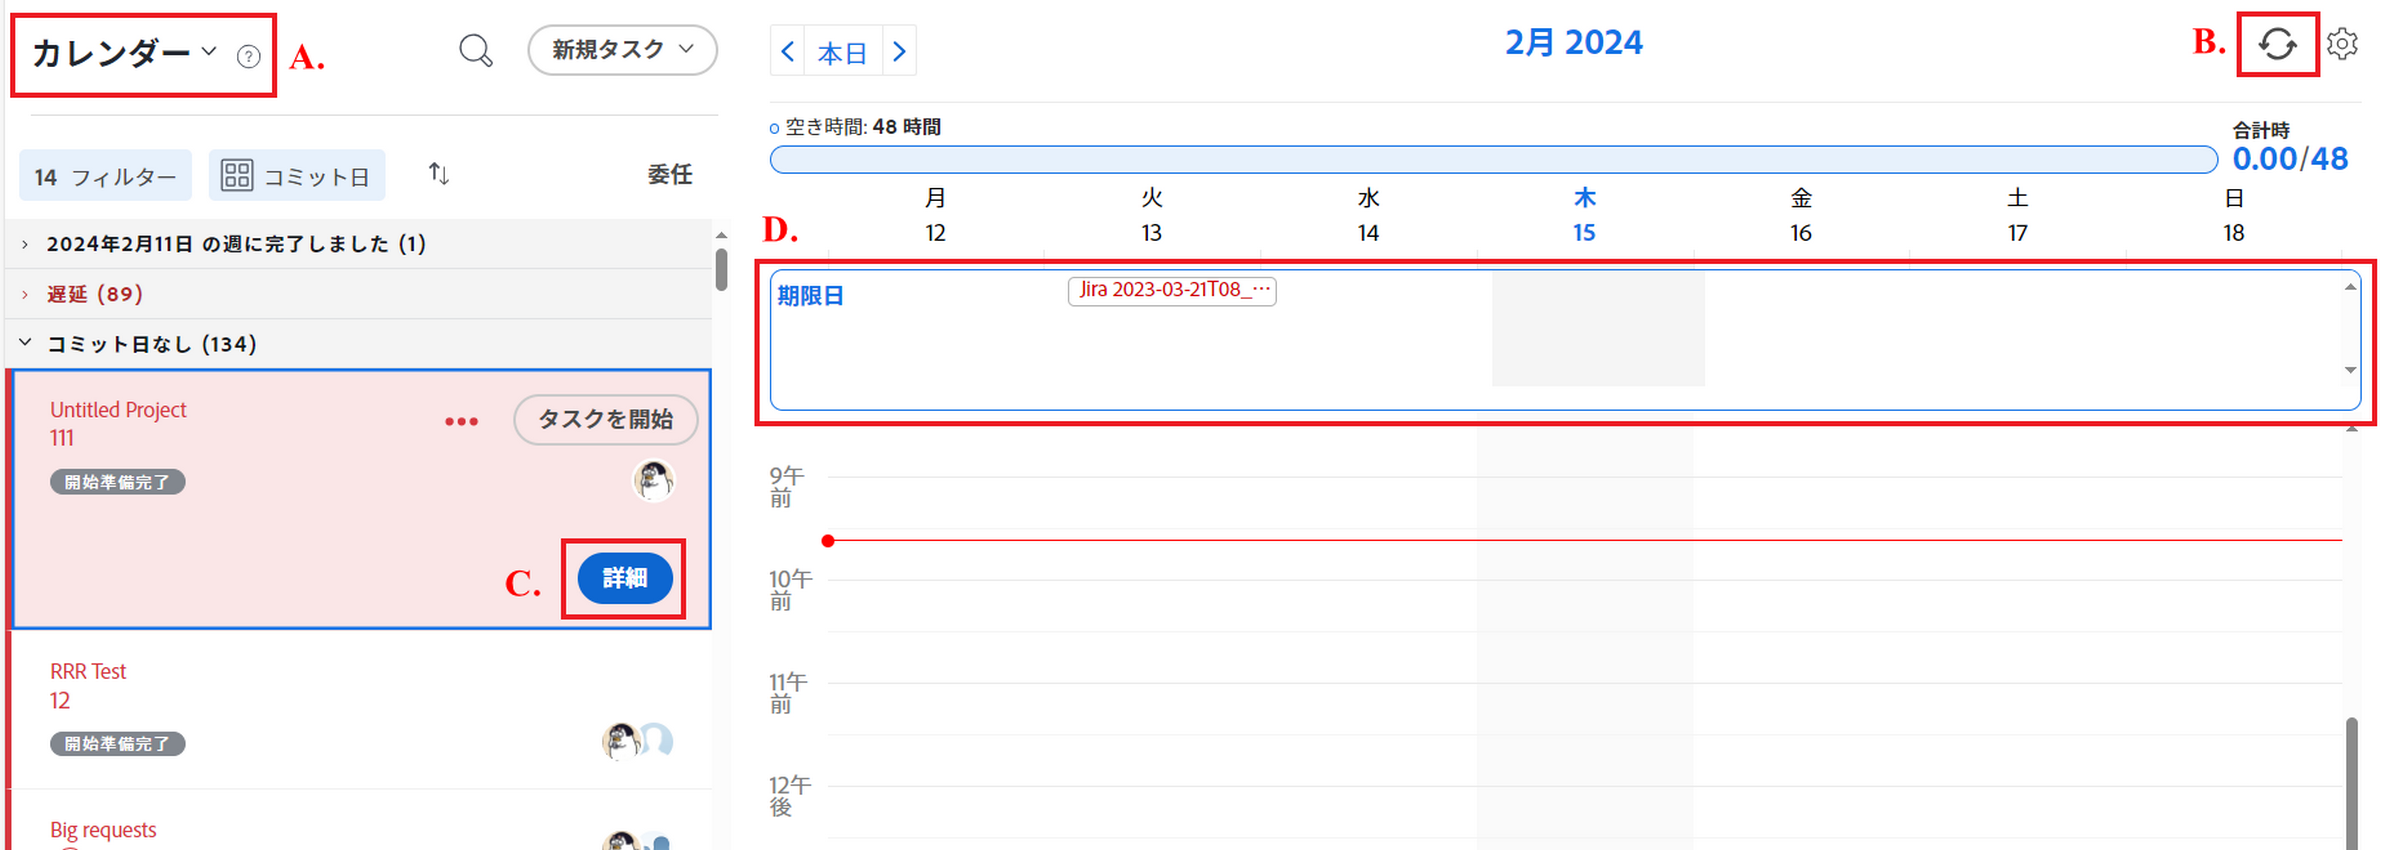 カレンダー
A.
新規タスク
本日
2月 2024
B.
14 フィルター
コミット日
委任
空き時間: 48 時間
合計時
0.00/48
月 火 水 木 金 土 日
12 13 14 15 16 17 18
2024年2月11日 の週に完了しました (1)
遅延 (89)
コミット日なし (134)
D.
期限日
Jira 2023-03-21T08_…
Untitled Project
111
タスクを開始
開始準備完了
C.
詳細
RRR Test
12
開始準備完了
Big requests
9午
前
10午
前
11午
前
12午
後